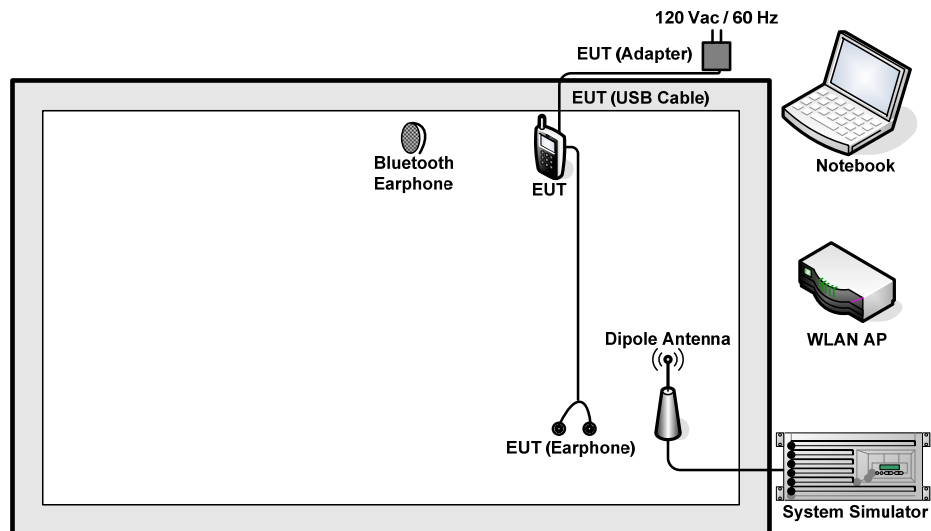 120 Vac / 60 Hz
EUT (Adapter)
EUT (USB Cable)
Bluetooth
Earphone
EUT
Notebook
WLAN AP
Dipole Antenna
EUT (Earphone)
System Simulator